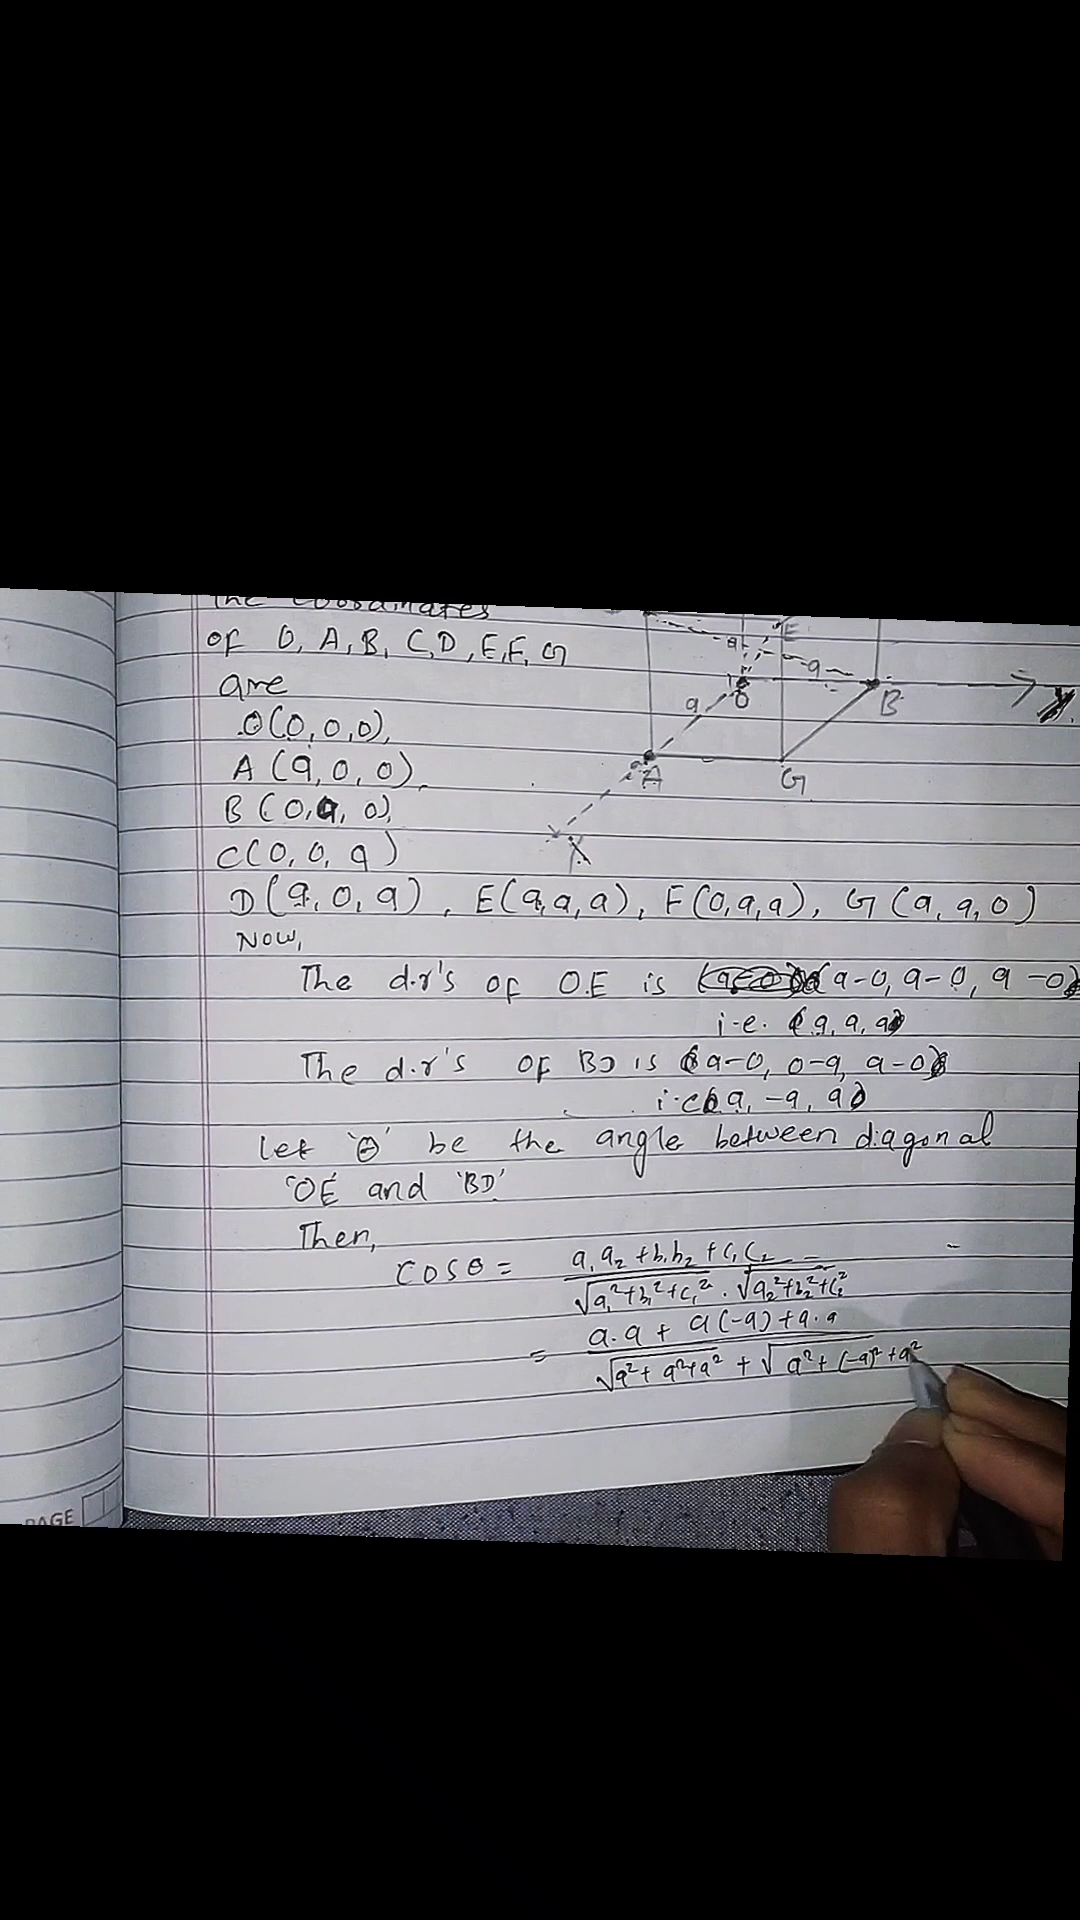 The coordinates
of O, A, B, C, D, E, F, G
are
O(0,0,0),
A (a, 0, 0),
B (0, a, 0),
C(0, 0, a)
D(a, 0, a), E(a, a, a), F(0, a, a), G(a, a, 0)
Now,
The d.r's of OE is (a-0, a-0, a-0)
i.e. (a, a, a)
The d.r's of BD is (a-0, 0-a, a-0)
i.e. (a, -a, a)
Let 'θ' be the angle between diagonal
'OE' and 'BD'
Then,
cosθ = a₁a₂ + b₁b₂ + c₁c₂ / √a₁²+b₁²+c₁² . √a₂²+b₂²+c₂²
= a.a + a(-a) + a.a / √a²+a²+a² + √a²+(-a)²+a²
E
a
a
O
B
Y
a
A
G
X
PAGE